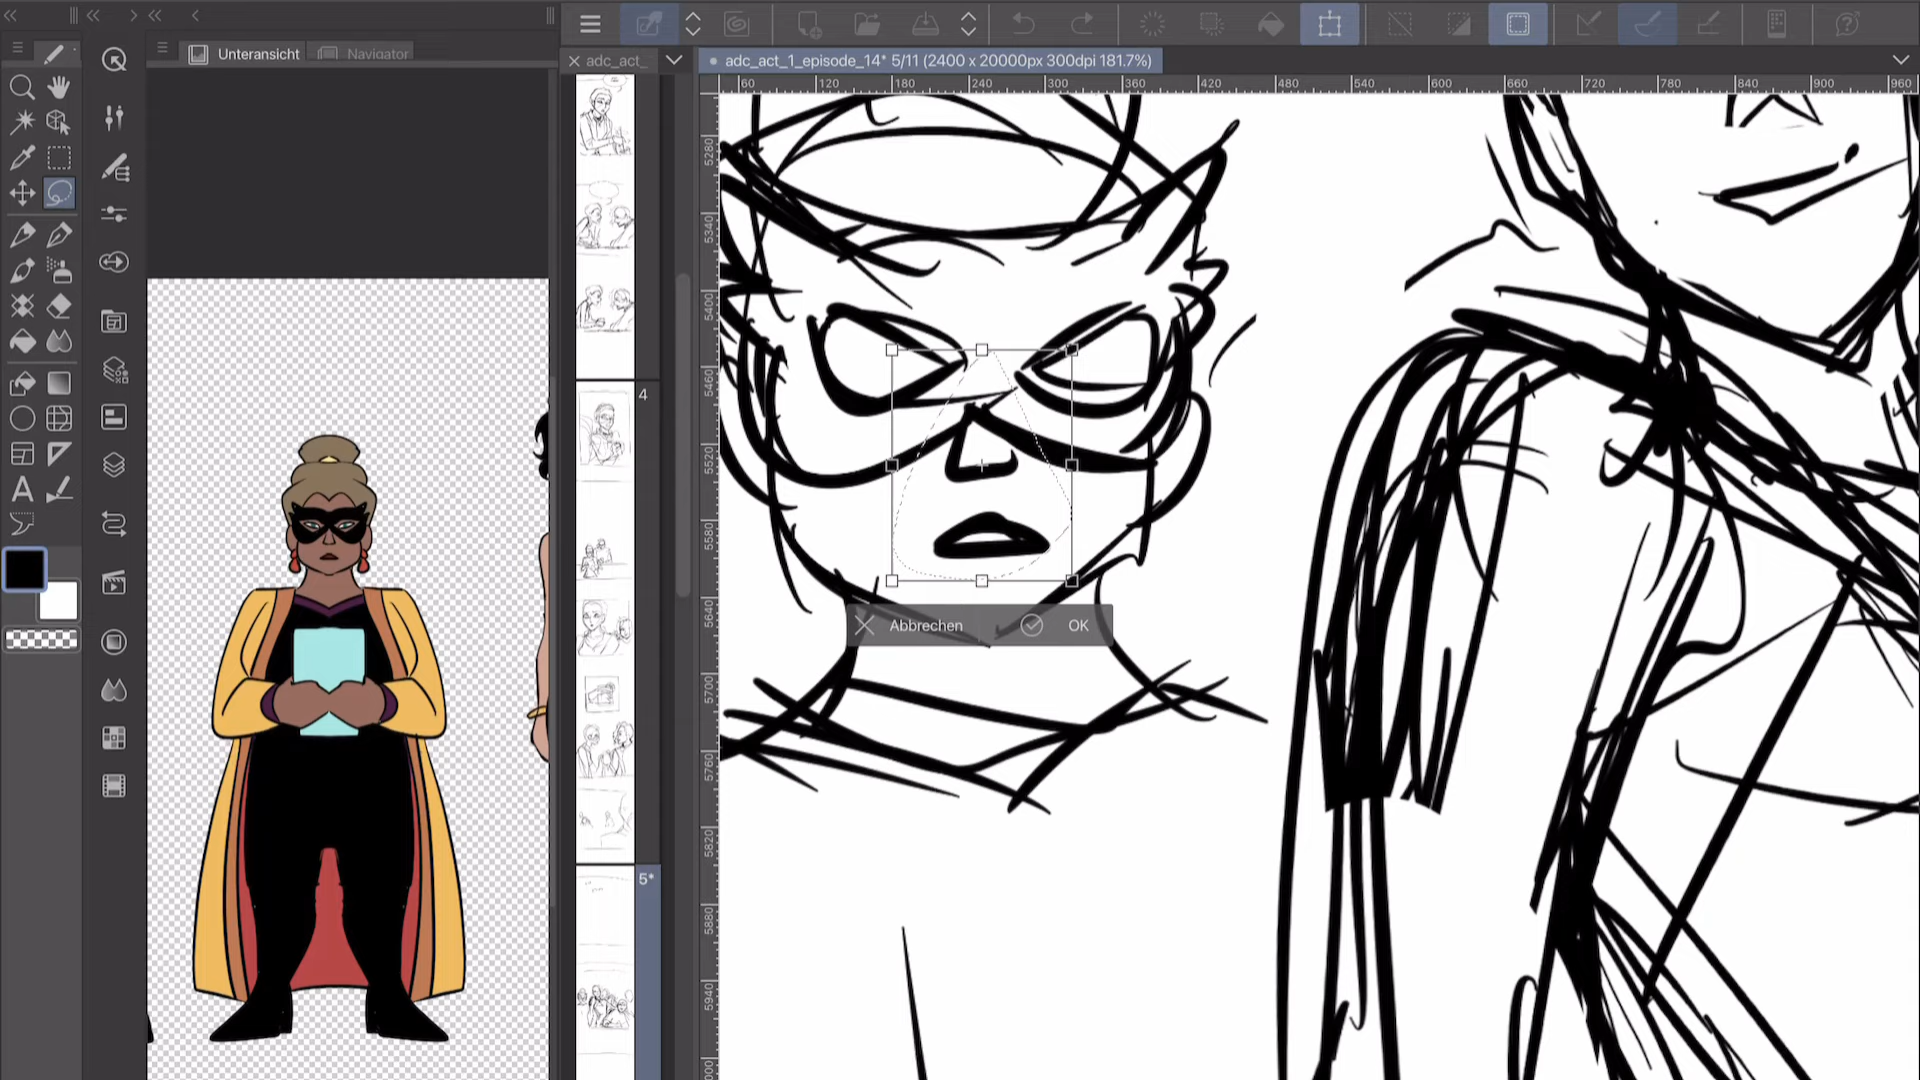 Unteransicht
Navigator
adc_act_
adc_act_1_episode_14* 5/11 (2400 x 20000px 300dpi 181.7%)
60 120 180 240 300 360 420 480 540 600 660 720 780 840 900 960
5280
5340
5400
5460
5520
5580
5640
5700
5760
5820
5880
5940
4
5*
A
Abbrechen
OK